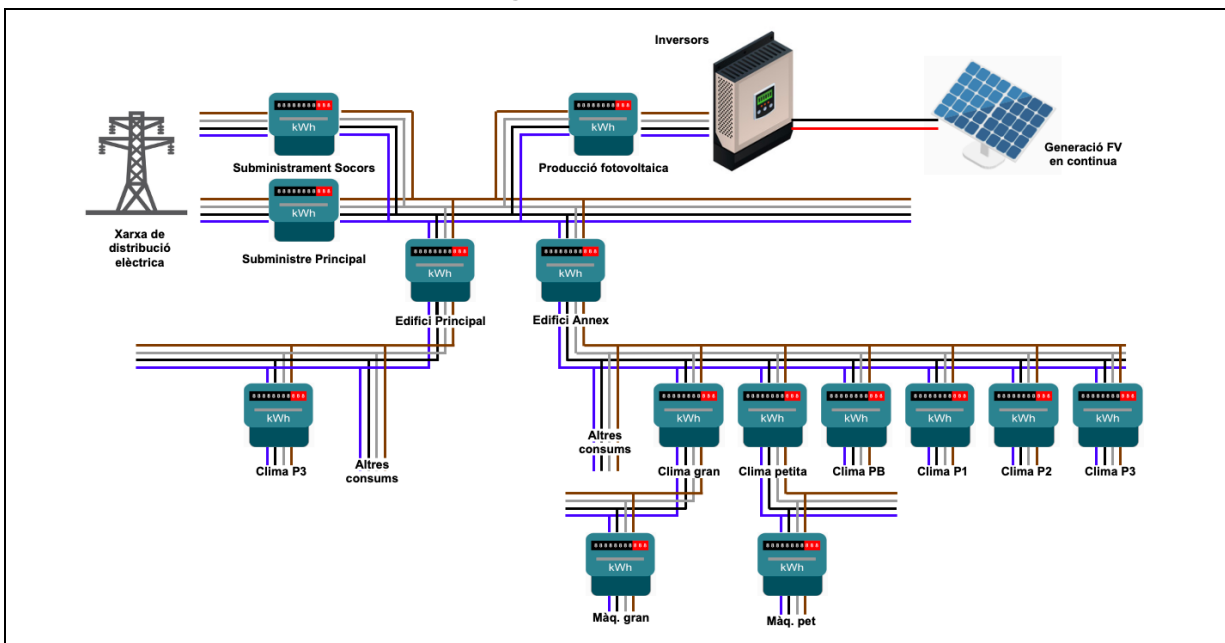 Inversors
kWh
kWh
Subministrament Socors
Producció fotovoltaica
Generació FV
en continua
kWh
Xarxa de
distribució
elèctrica
Subministre Principal
kWh
kWh
Edifici Principal
Edifici Annex
kWh
kWh
kWh
kWh
kWh
kWh
kWh
Clima P3
Altres
consums
Altres
consums
Clima gran
Clima petita
Clima PB
Clima P1
Clima P2
Clima P3
kWh
kWh
Màq. gran
Màq. pet